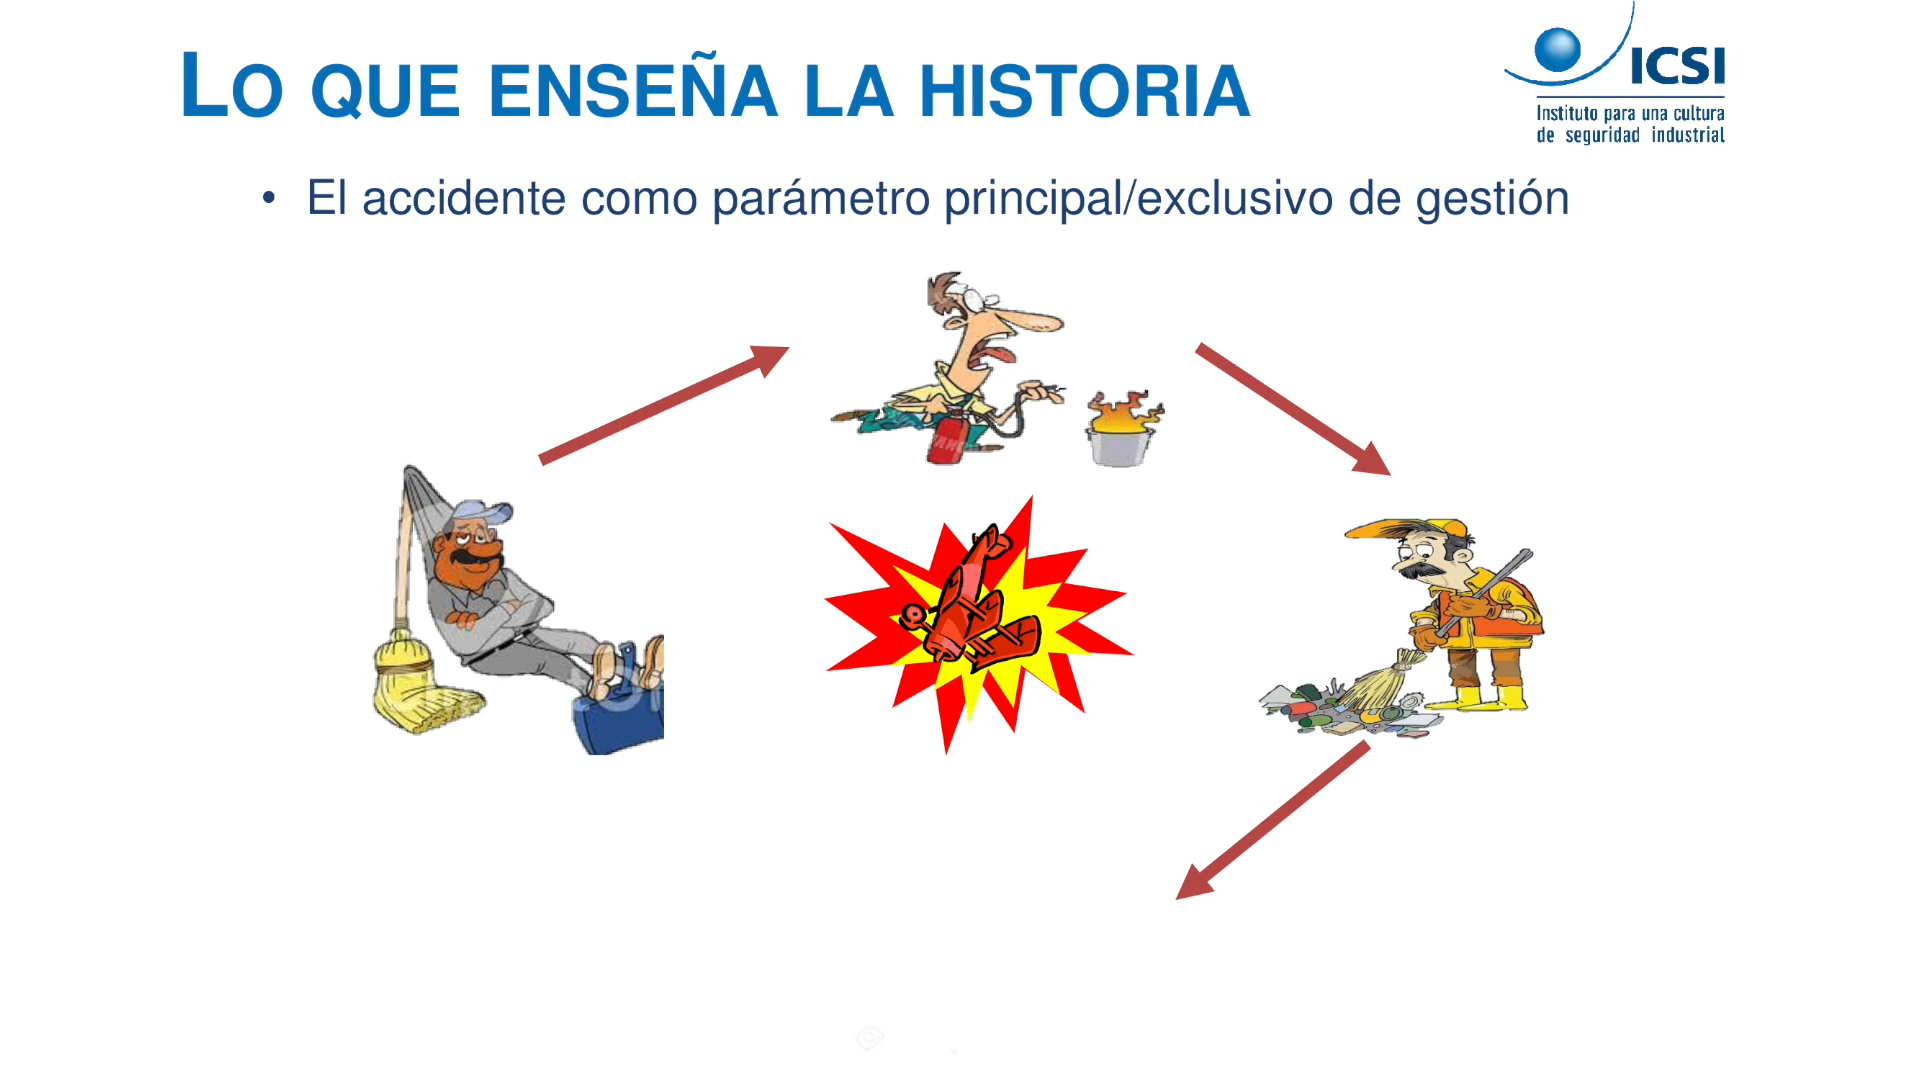 LO QUE ENSEÑA LA HISTORIA
ICSI
Instituto para una cultura
de seguridad industrial
• El accidente como parámetro principal/exclusivo de gestión